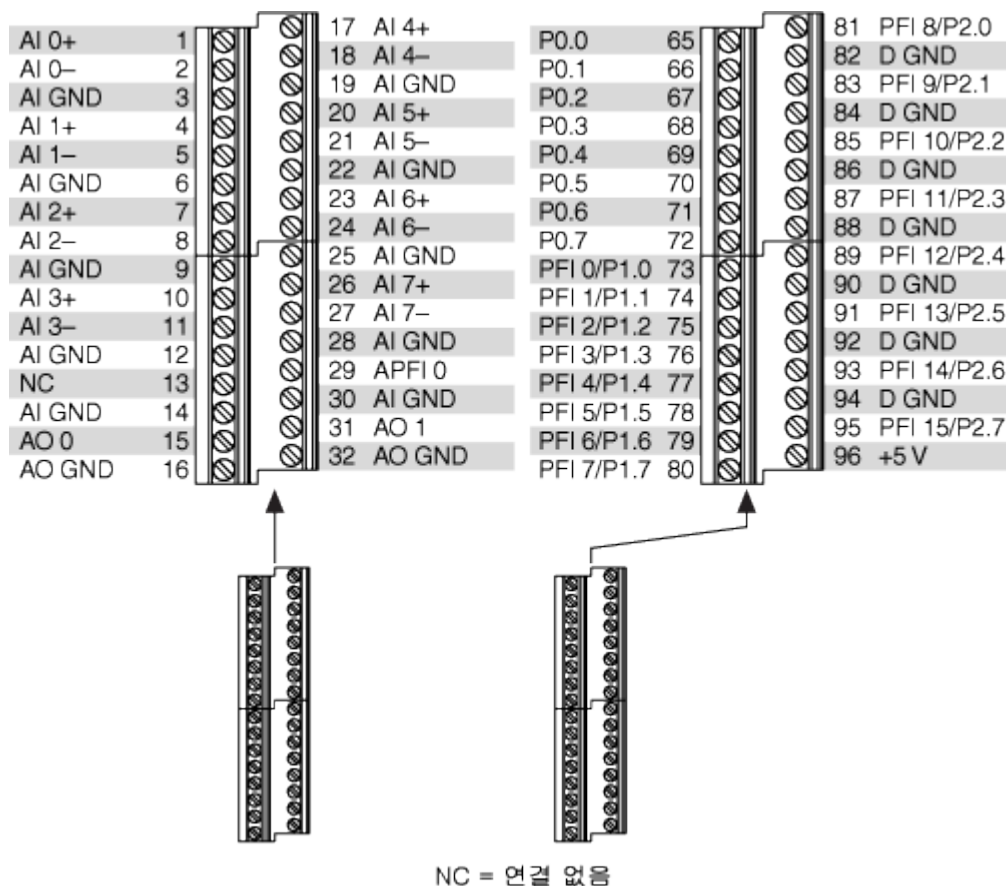 AI 0+ 1
AI 0– 2
AI GND 3
AI 1+ 4
AI 1– 5
AI GND 6
AI 2+ 7
AI 2– 8
AI GND 9
AI 3+ 10
AI 3– 11
AI GND 12
NC 13
AI GND 14
AO 0 15
AO GND 16
17 AI 4+
18 AI 4–
19 AI GND
20 AI 5+
21 AI 5–
22 AI GND
23 AI 6+
24 AI 6–
25 AI GND
26 AI 7+
27 AI 7–
28 AI GND
29 APFI 0
30 AI GND
31 AO 1
32 AO GND
P0.0 65
P0.1 66
P0.2 67
P0.3 68
P0.4 69
P0.5 70
P0.6 71
P0.7 72
PFI 0/P1.0 73
PFI 1/P1.1 74
PFI 2/P1.2 75
PFI 3/P1.3 76
PFI 4/P1.4 77
PFI 5/P1.5 78
PFI 6/P1.6 79
PFI 7/P1.7 80
81 PFI 8/P2.0
82 D GND
83 PFI 9/P2.1
84 D GND
85 PFI 10/P2.2
86 D GND
87 PFI 11/P2.3
88 D GND
89 PFI 12/P2.4
90 D GND
91 PFI 13/P2.5
92 D GND
93 PFI 14/P2.6
94 D GND
95 PFI 15/P2.7
96 +5 V
NC = 연결 없음